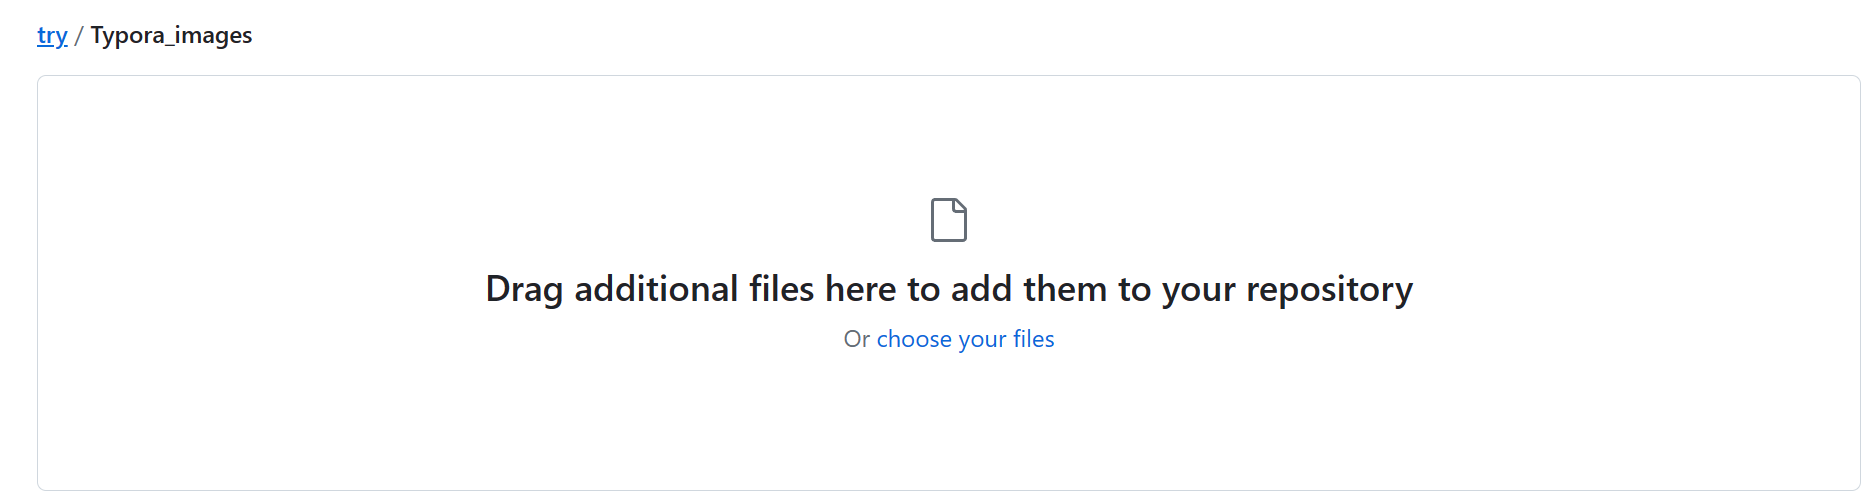 try / Typora_images
Drag additional files here to add them to your repository
Or choose your files